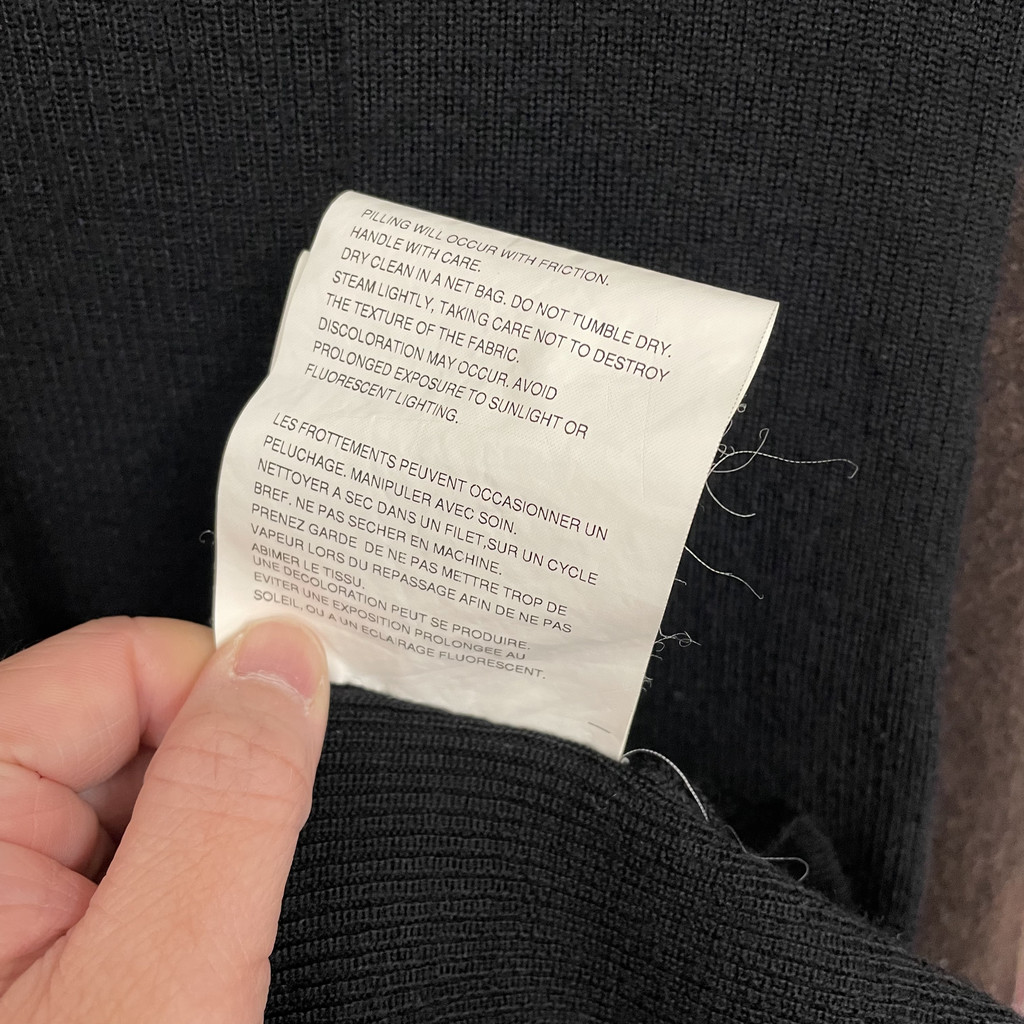 PILLING WILL OCCUR WITH FRICTION.
HANDLE WITH CARE.
DRY CLEAN IN A NET BAG. DO NOT TUMBLE DRY.
STEAM LIGHTLY, TAKING CARE NOT TO DESTROY
THE TEXTURE OF THE FABRIC.
DISCOLORATION MAY OCCUR. AVOID
PROLONGED EXPOSURE TO SUNLIGHT OR
FLUORESCENT LIGHTING.
LES FROTTEMENTS PEUVENT OCCASIONNER UN
PELUCHAGE. MANIPULER AVEC SOIN.
NETTOYER A SEC DANS UN FILET,SUR UN CYCLE
BREF. NE PAS SECHER EN MACHINE.
PRENEZ GARDE DE NE PAS METTRE TROP DE
VAPEUR LORS DU REPASSAGE AFIN DE NE PAS
ABIMER LE TISSU.
UNE DECOLORATION PEUT SE PRODUIRE.
EVITER UNE EXPOSITION PROLONGEE AU
SOLEIL, OU A UN ECLAIRAGE FLUORESCENT.